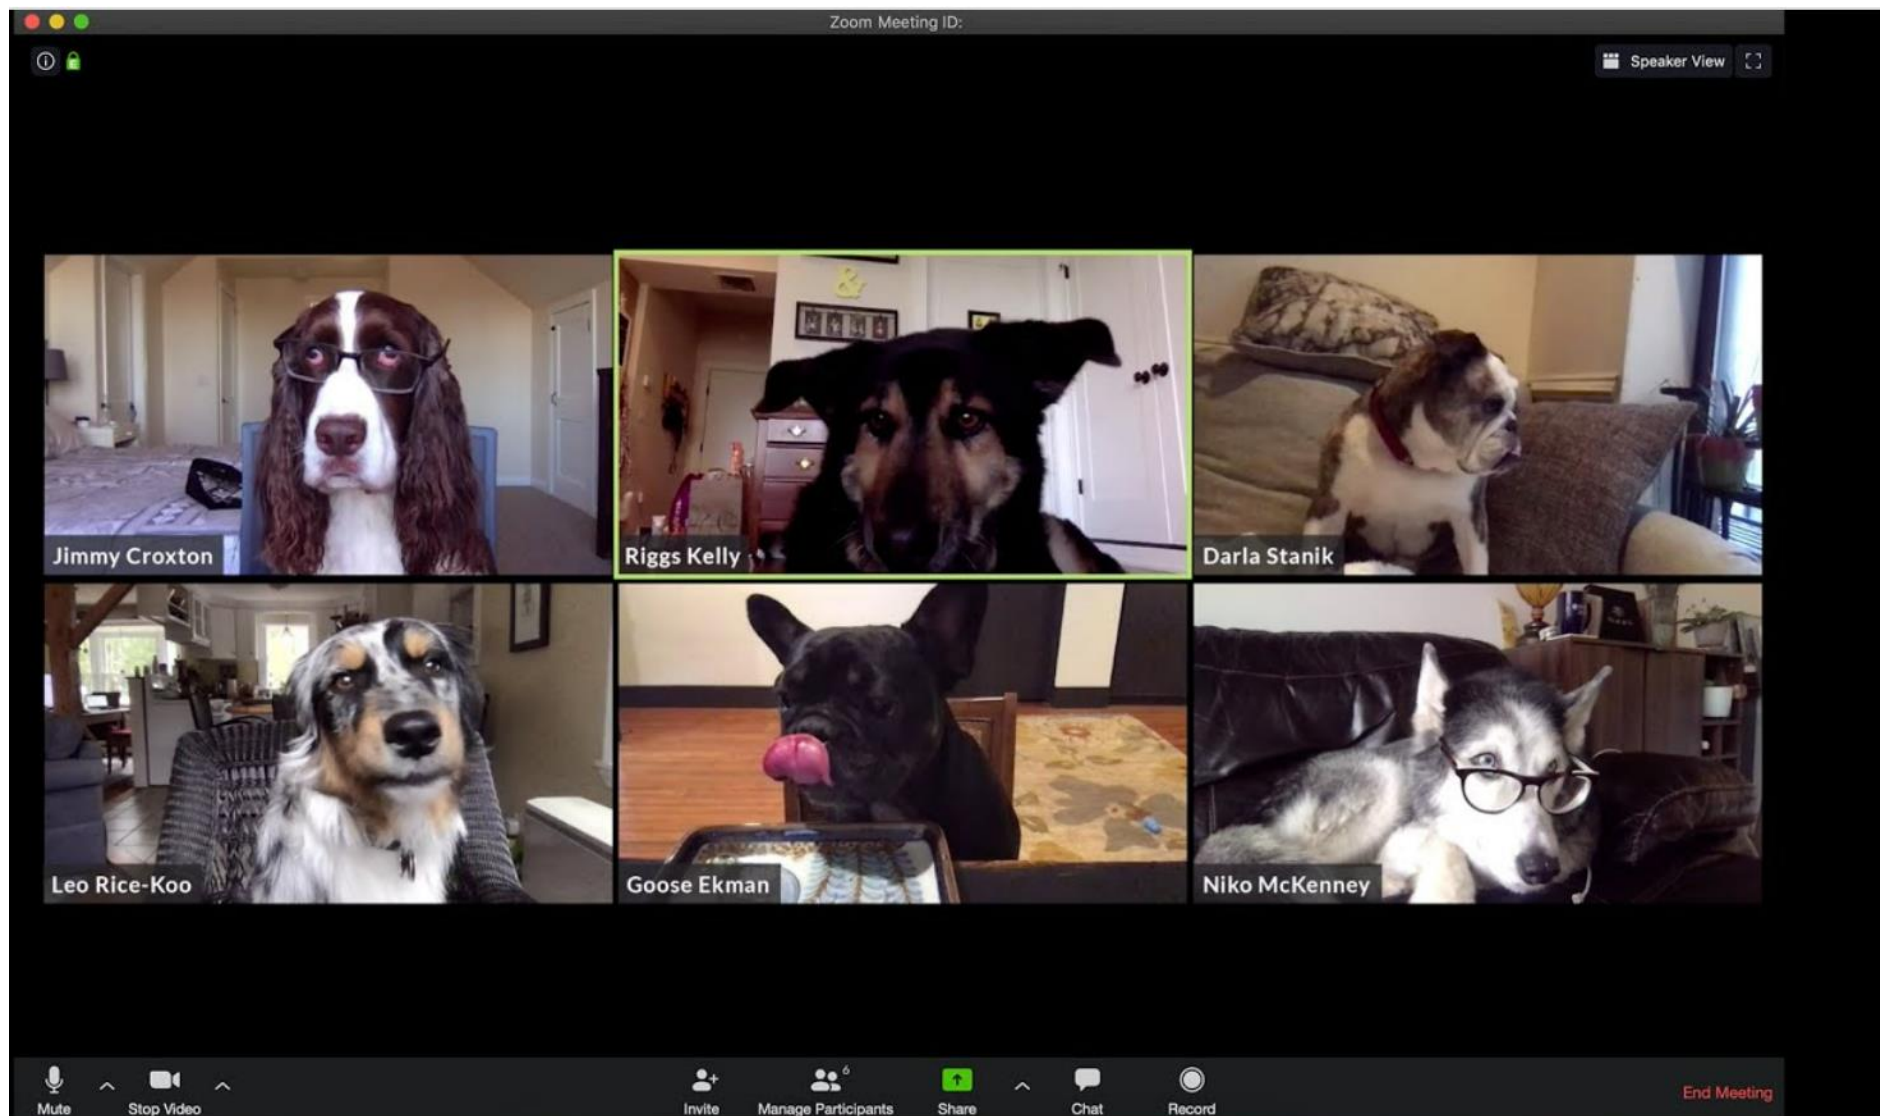 Zoom Meeting ID:
Speaker View
Jimmy Croxton
Riggs Kelly
Darla Stanik
Leo Rice-Koo
Goose Ekman
Niko McKenney
Mute
Stop Video
Invite
Manage Participants
6
Share
Chat
Record
End Meeting